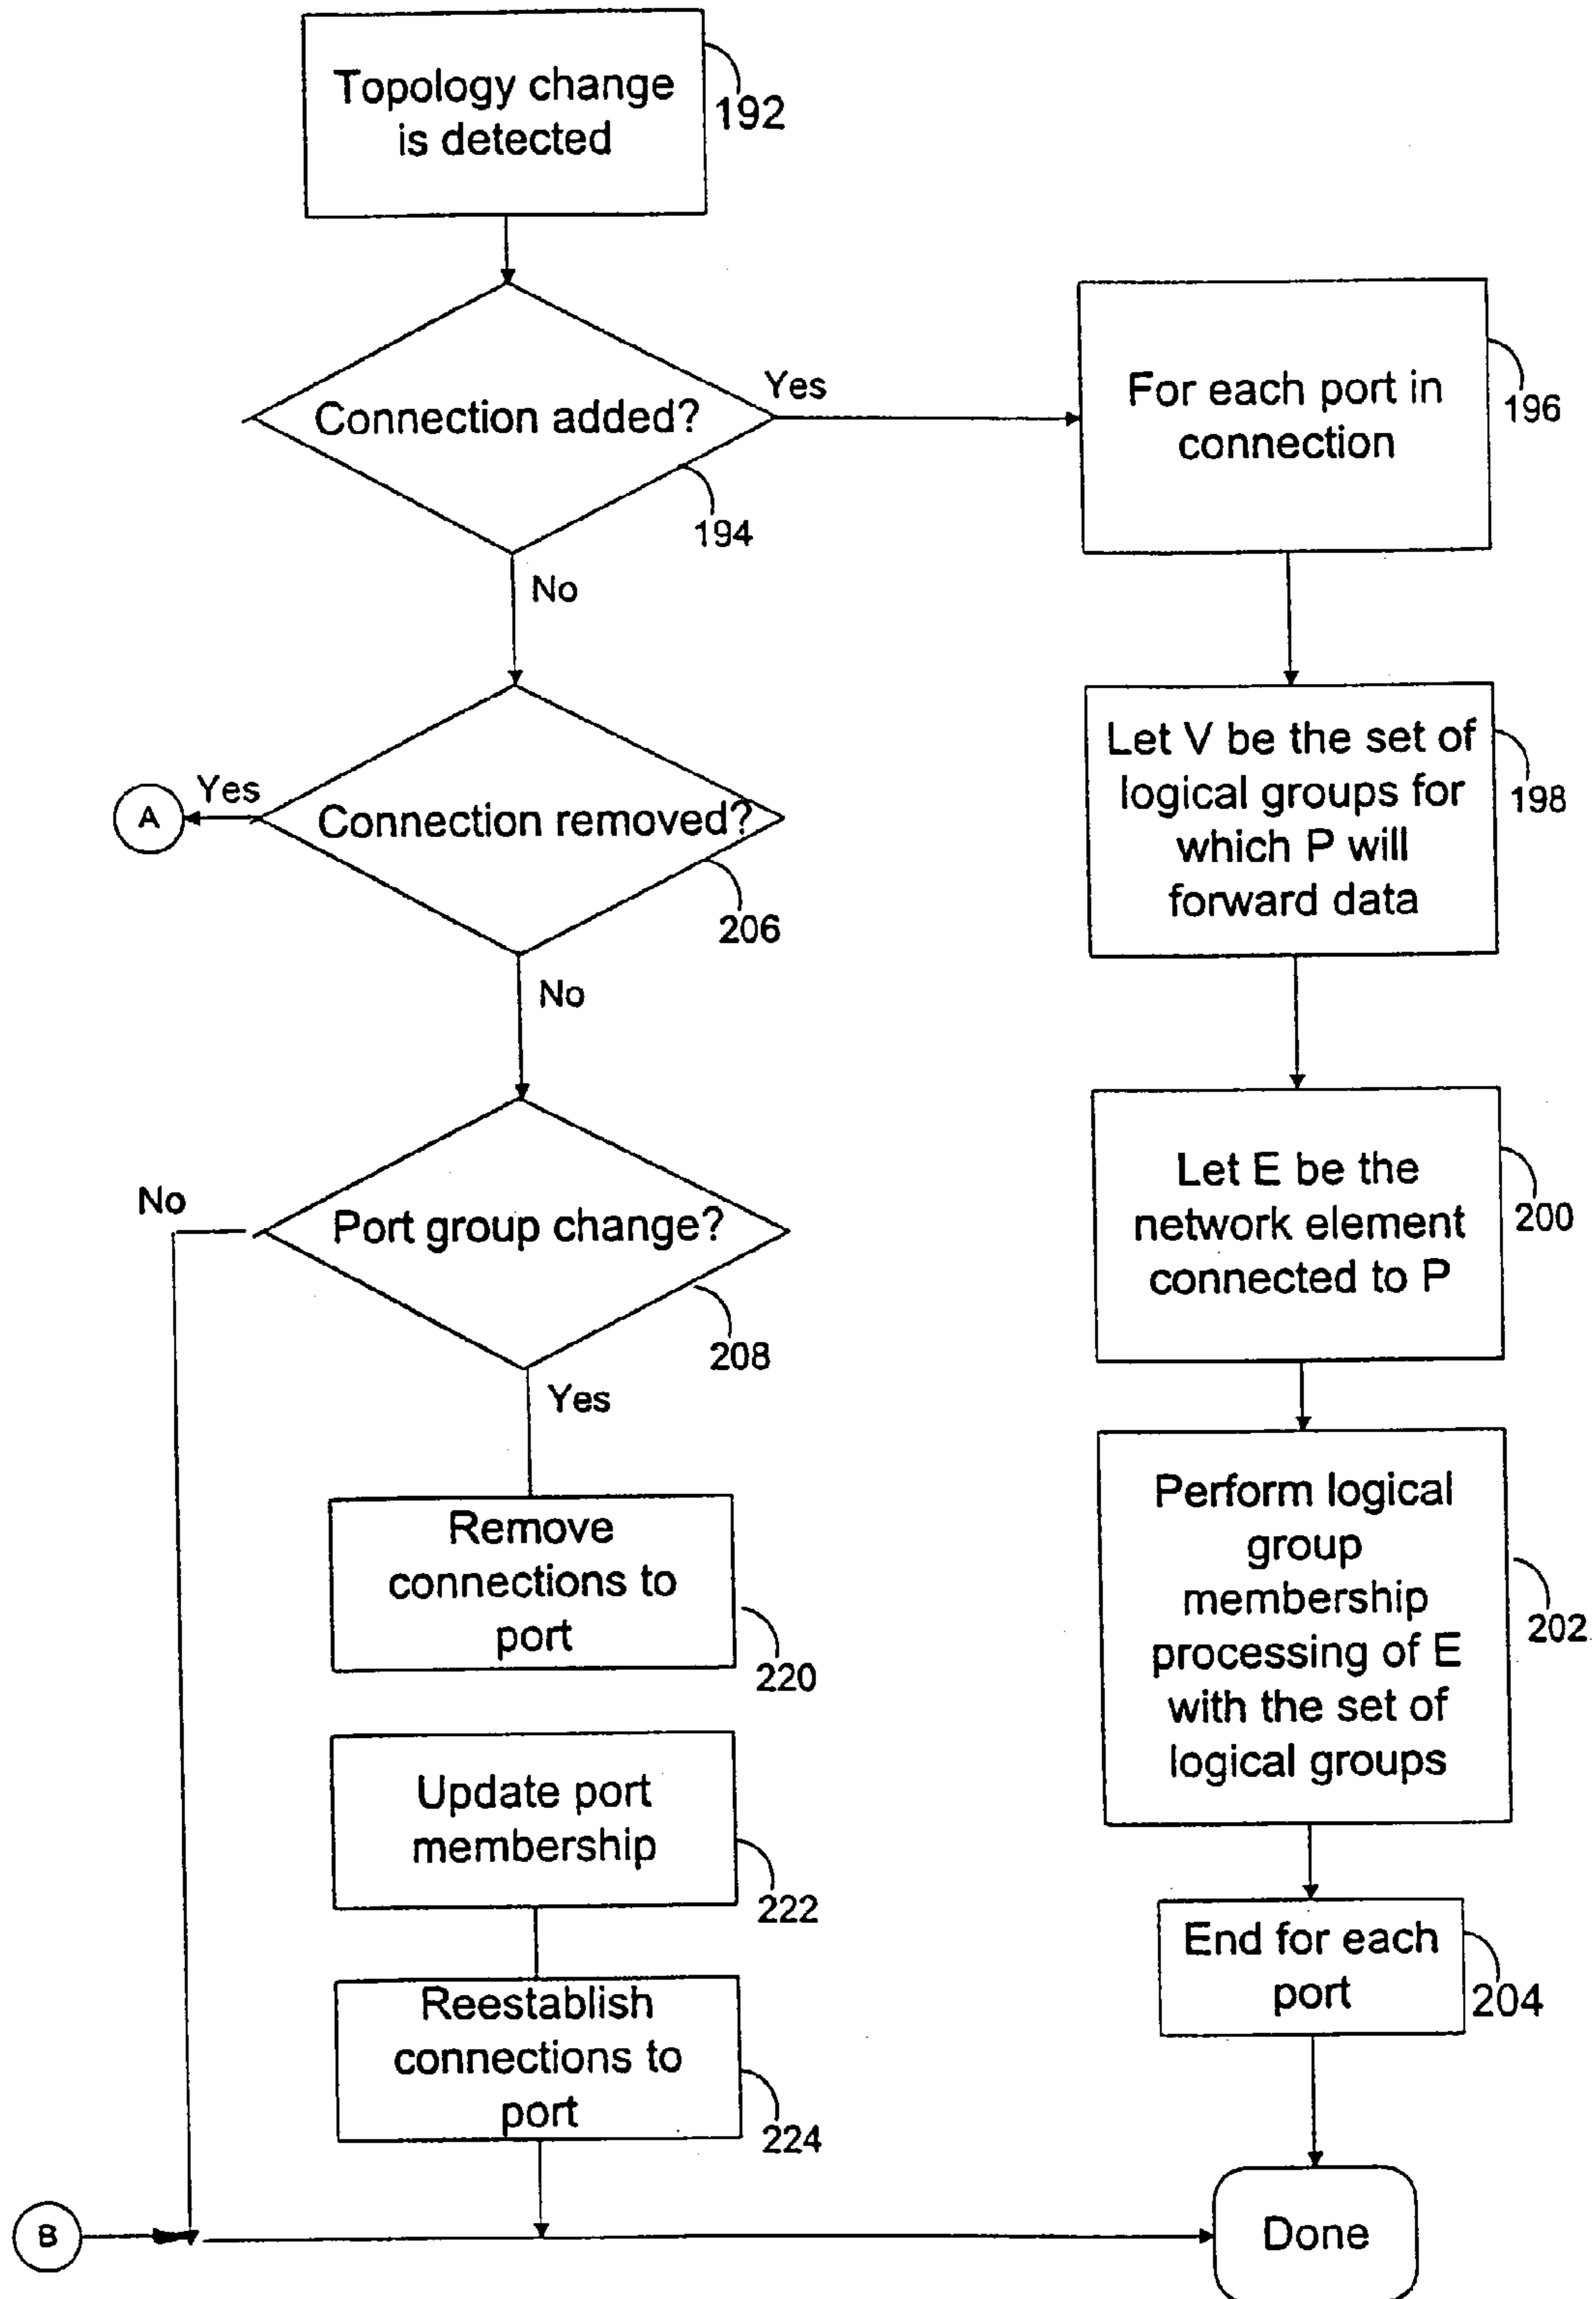 Topology change
is detected
192
Connection added?
Yes
194
No
For each port in
connection
196
Let V be the set of
logical groups for
which P will
forward data
198
Yes
A
Connection removed?
206
No
Let E be the
network element
connected to P
200
No
Port group change?
208
Yes
Perform logical
group
membership
processing of E
with the set of
logical groups
202
Remove
connections to
port
220
Update port
membership
222
End for each
port
204
Reestablish
connections to
port
224
B
Done